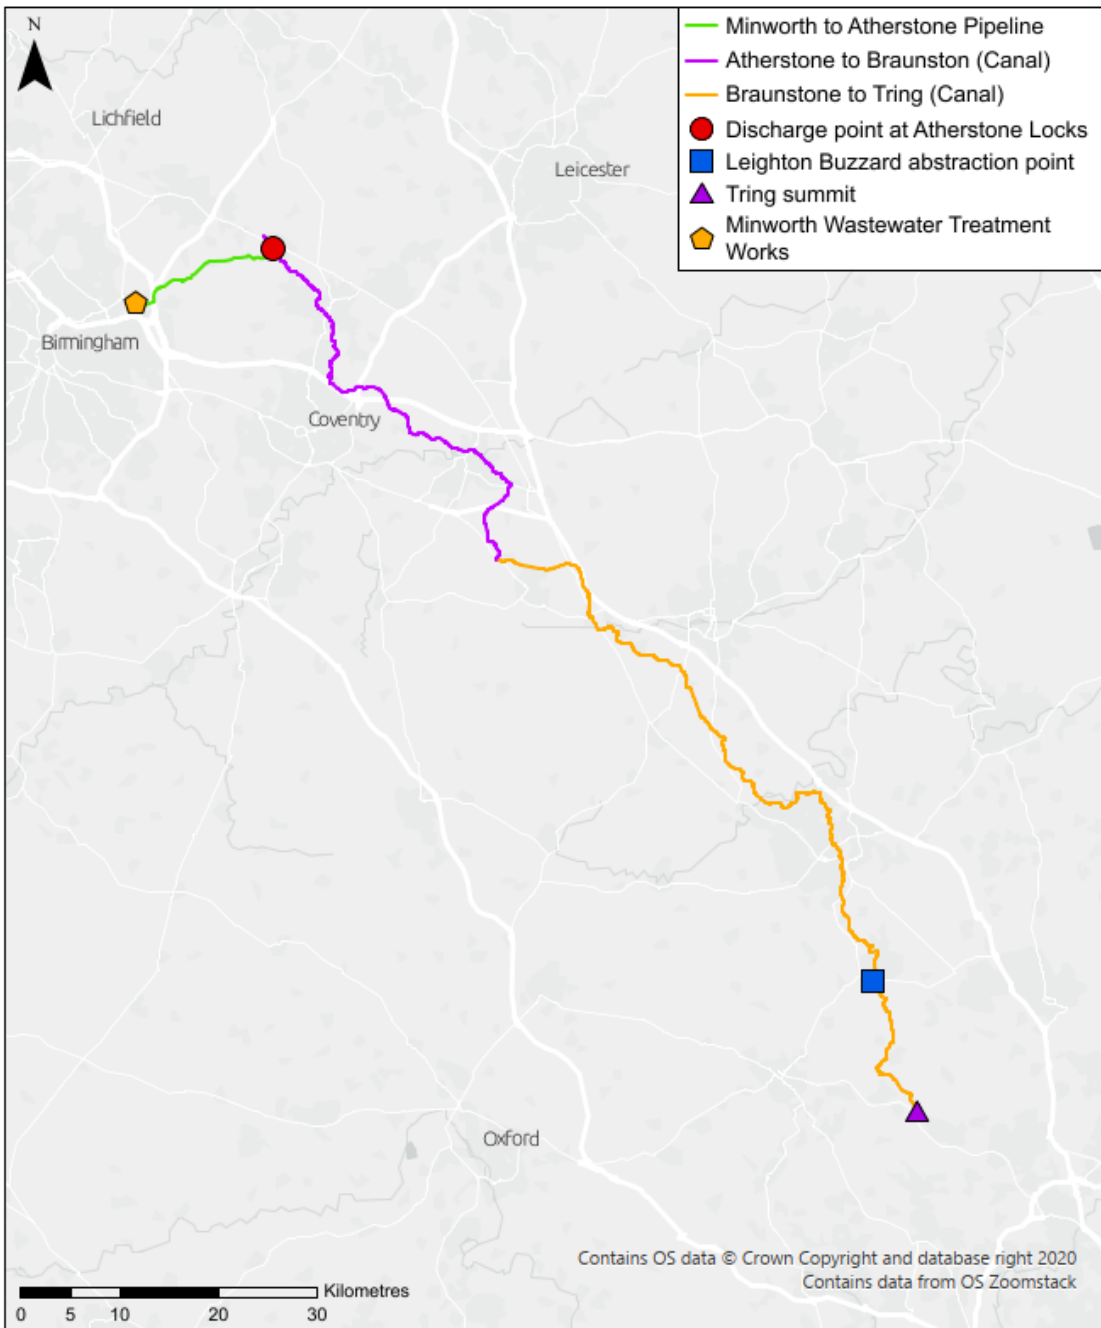 N
Minworth to Atherstone Pipeline
Atherstone to Braunston (Canal)
Braunstone to Tring (Canal)
Discharge point at Atherstone Locks
Leighton Buzzard abstraction point
Tring summit
Minworth Wastewater Treatment
Works
Lichfield
Leicester
Birmingham
Coventry
Oxford
Contains OS data © Crown Copyright and database right 2020
Contains data from OS Zoomstack
Kilometres
0 5 10 20 30